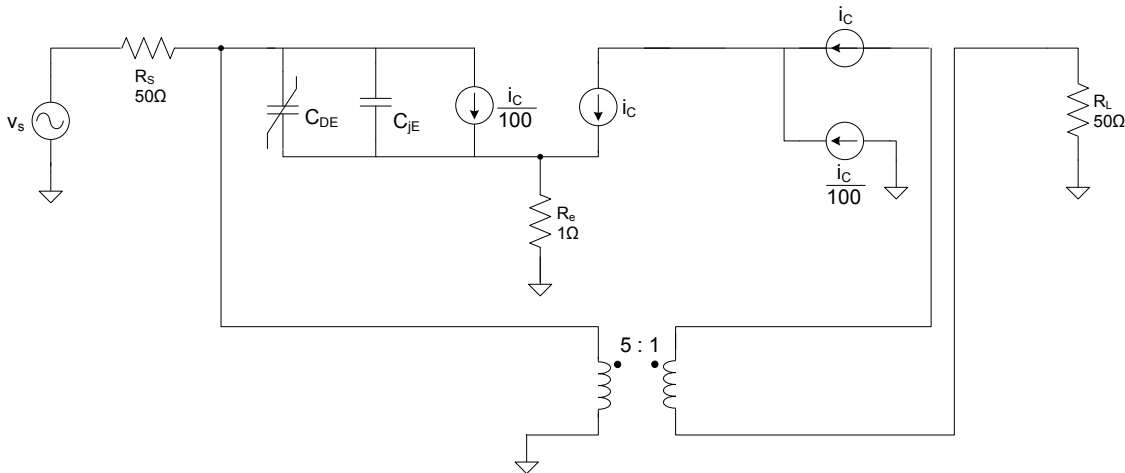 v_s
R_S
50Ω
C_DE
C_jE
i_C
100
i_C
i_C
i_C
100
R_e
1Ω
R_L
50Ω
5 : 1